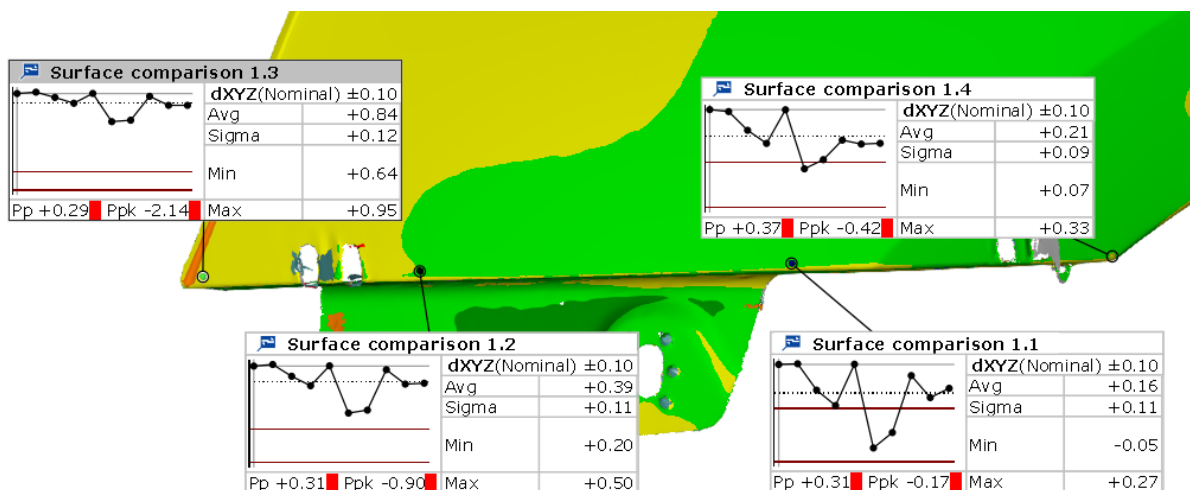 Surface comparison 1.3
dXYZ(Nominal) ±0.10
Avg +0.84
Sigma +0.12
Min +0.64
Pp +0.29 Ppk -2.14 Max +0.95
Surface comparison 1.4
dXYZ(Nominal) ±0.10
Avg +0.21
Sigma +0.09
Min +0.07
Pp +0.37 Ppk -0.42 Max +0.33
Surface comparison 1.2
dXYZ(Nominal) ±0.10
Avg +0.39
Sigma +0.11
Min +0.20
Pp +0.31 Ppk -0.90 Max +0.50
Surface comparison 1.1
dXYZ(Nominal) ±0.10
Avg +0.16
Sigma +0.11
Min -0.05
Pp +0.31 Ppk -0.17 Max +0.27